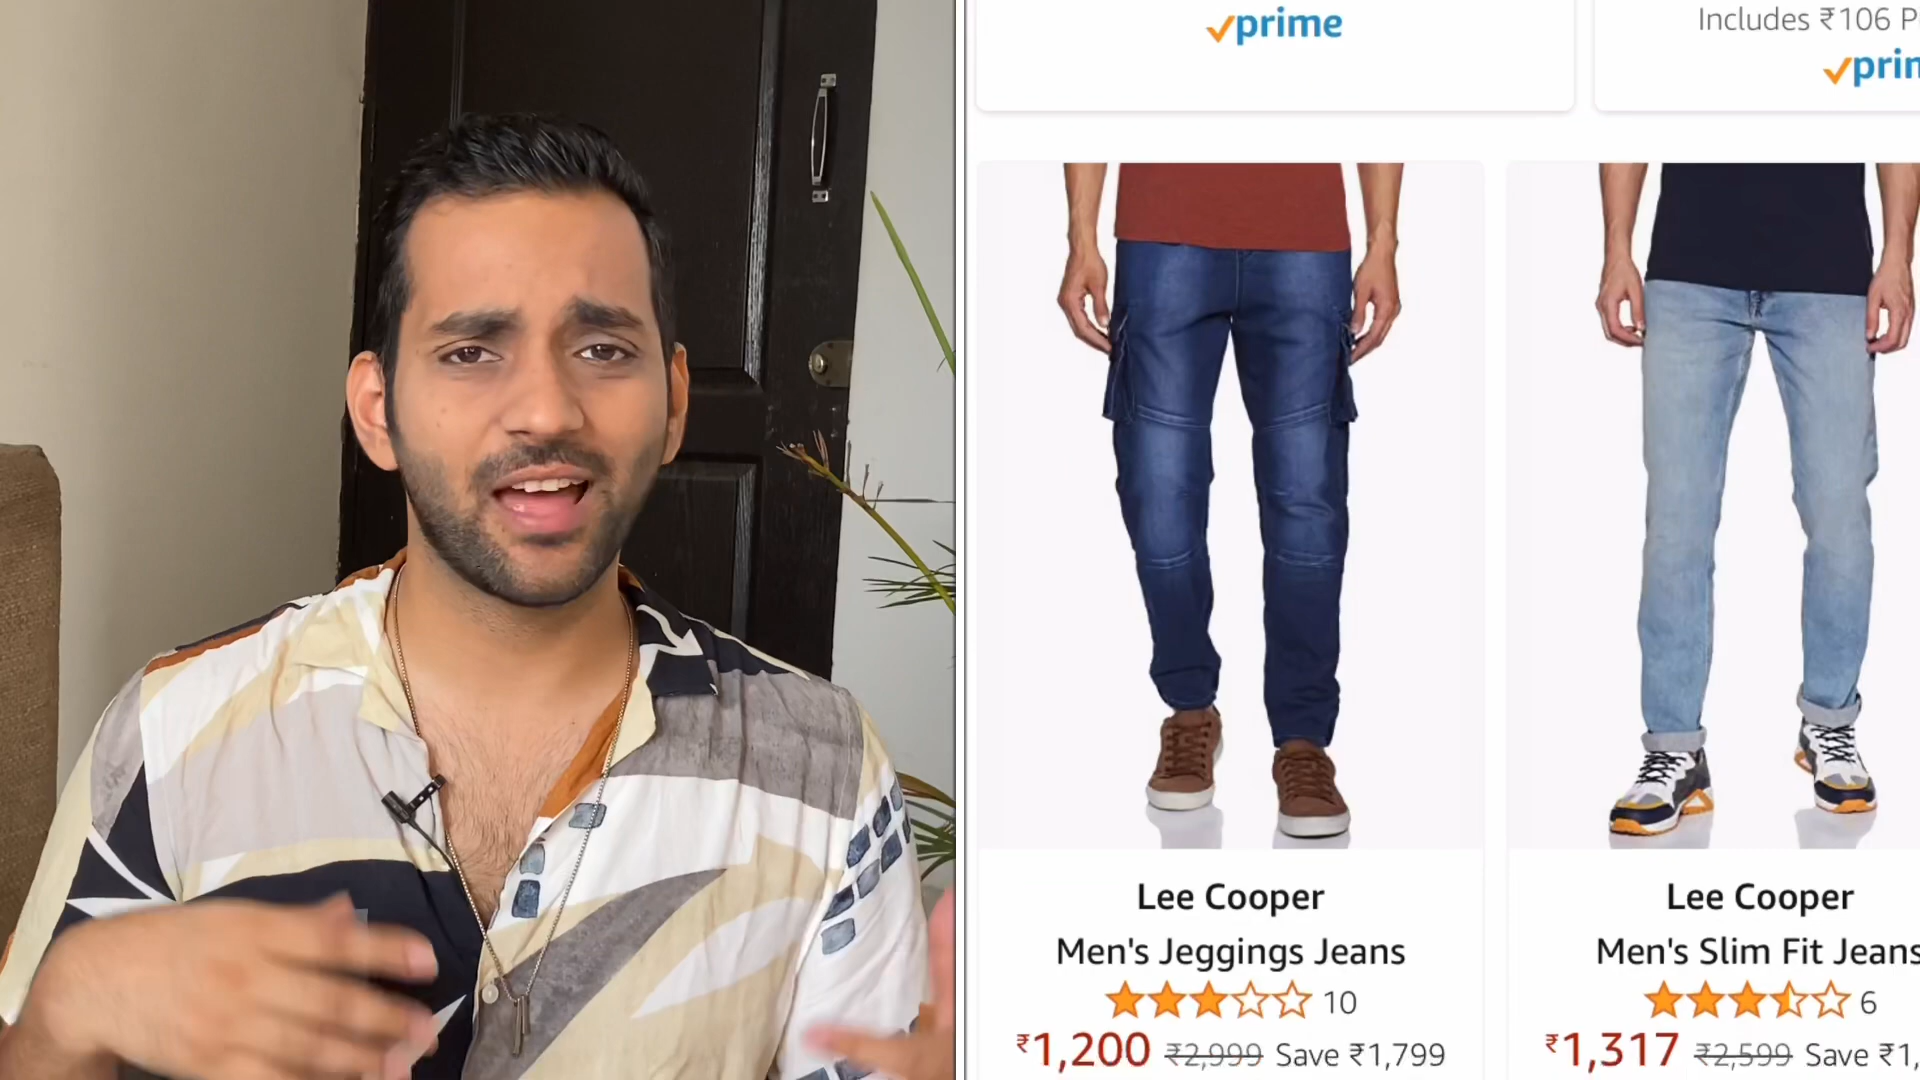 prime
Includes ₹106 P
prin
Lee Cooper
Men's Jeggings Jeans
10
₹1,200 ₹2,999 Save ₹1,799
Lee Cooper
Men's Slim Fit Jeans
6
₹1,317 ₹2,599 Save ₹1,